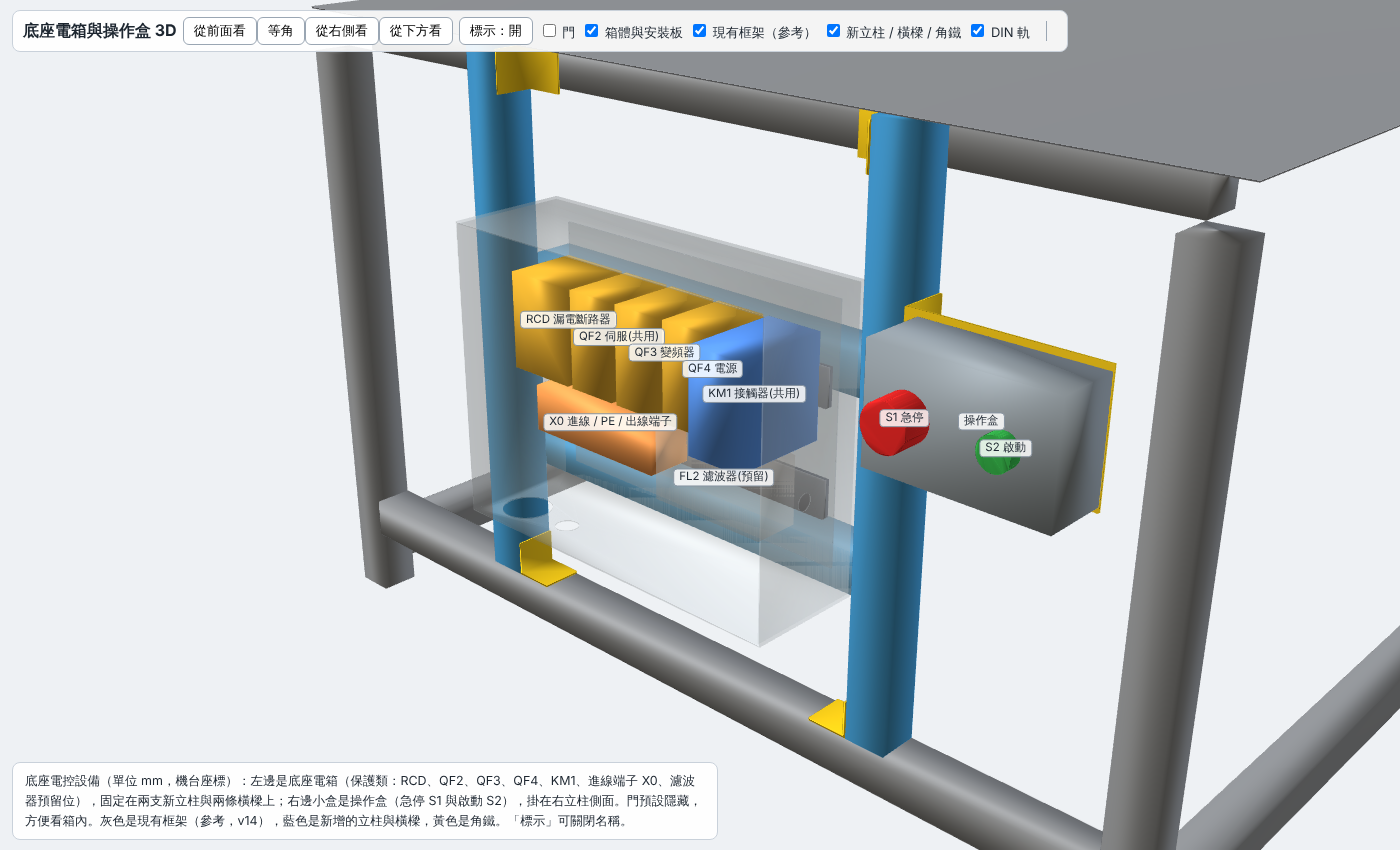 底座電箱與操作盒 3D
從前面看
等角
從右側看
從下方看
標示：開
門
箱體與安裝板
現有框架（參考）
新立柱 / 橫樑 / 角鐵
DIN 軌
RCD 漏電斷路器
QF2 伺服(共用)
QF3 變頻器
QF4 電源
KM1 接觸器(共用)
X0 進線 / PE / 出線端子
FL2 濾波器(預留)
S1 急停
操作盒
S2 啟動
底座電控設備（單位 mm，機台座標）：左邊是底座電箱（保護類：RCD、QF2、QF3、QF4、KM1、進線端子 X0、濾波
器預留位），固定在兩支新立柱與兩條橫樑上；右邊小盒是操作盒（急停 S1 與啟動 S2），掛在右立柱側面。門預設隱藏，
方便看箱內。灰色是現有框架（參考，v14），藍色是新增的立柱與橫樑，黃色是角鐵。「標示」可關閉名稱。